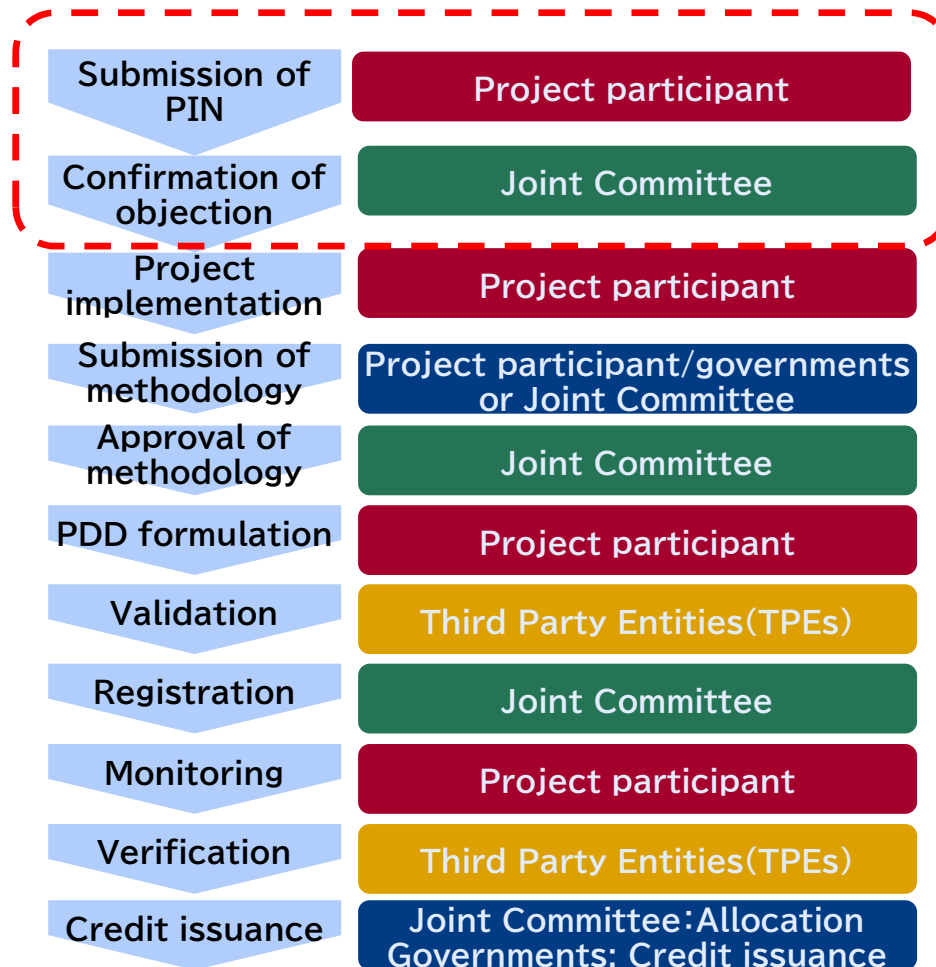 Submission of
PIN
Project participant
Confirmation of
objection
Joint Committee
Project
implementation
Project participant
Submission of
methodology
Project participant/governments
or Joint Committee
Approval of
methodology
Joint Committee
PDD formulation
Project participant
Validation
Third Party Entities(TPEs)
Registration
Joint Committee
Monitoring
Project participant
Verification
Third Party Entities(TPEs)
Credit issuance
Joint Committee:Allocation
Governments: Credit issuance